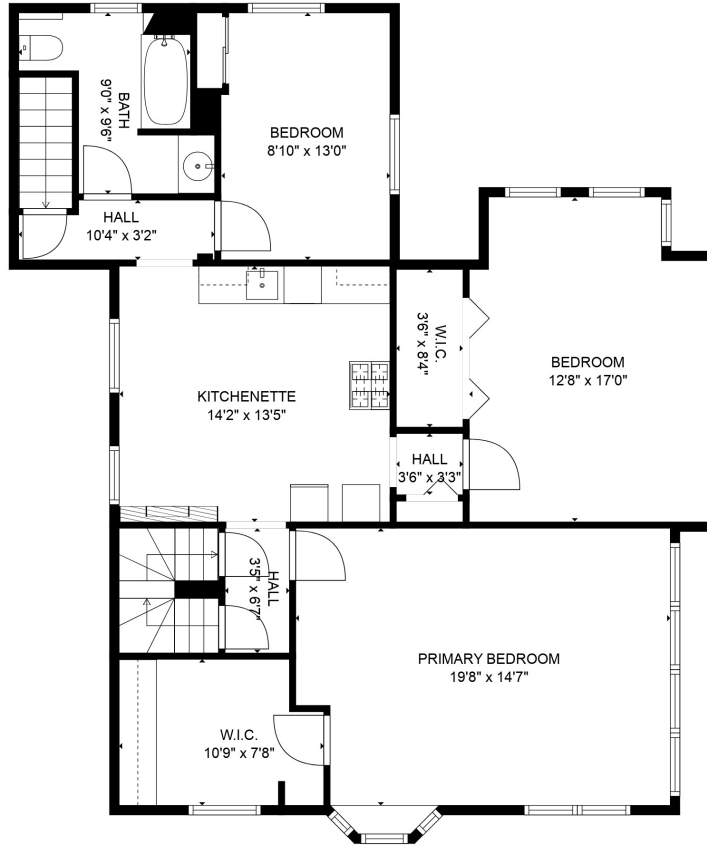 BATH
9'0" x 9'6"
BEDROOM
8'10" x 13'0"
HALL
10'4" x 3'2"
W.I.C.
3'6" x 8'4"
BEDROOM
12'8" x 17'0"
KITCHENETTE
14'2" x 13'5"
HALL
3'6" x 3'3"
HALL
3'5" x 6'7"
PRIMARY BEDROOM
19'8" x 14'7"
W.I.C.
10'9" x 7'8"